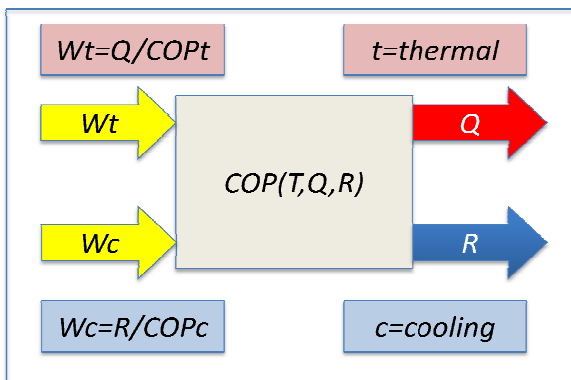 Wt=Q/COPt
t=thermal
Wt
Q
COP(T,Q,R)
Wc
R
Wc=R/COPc
c=cooling